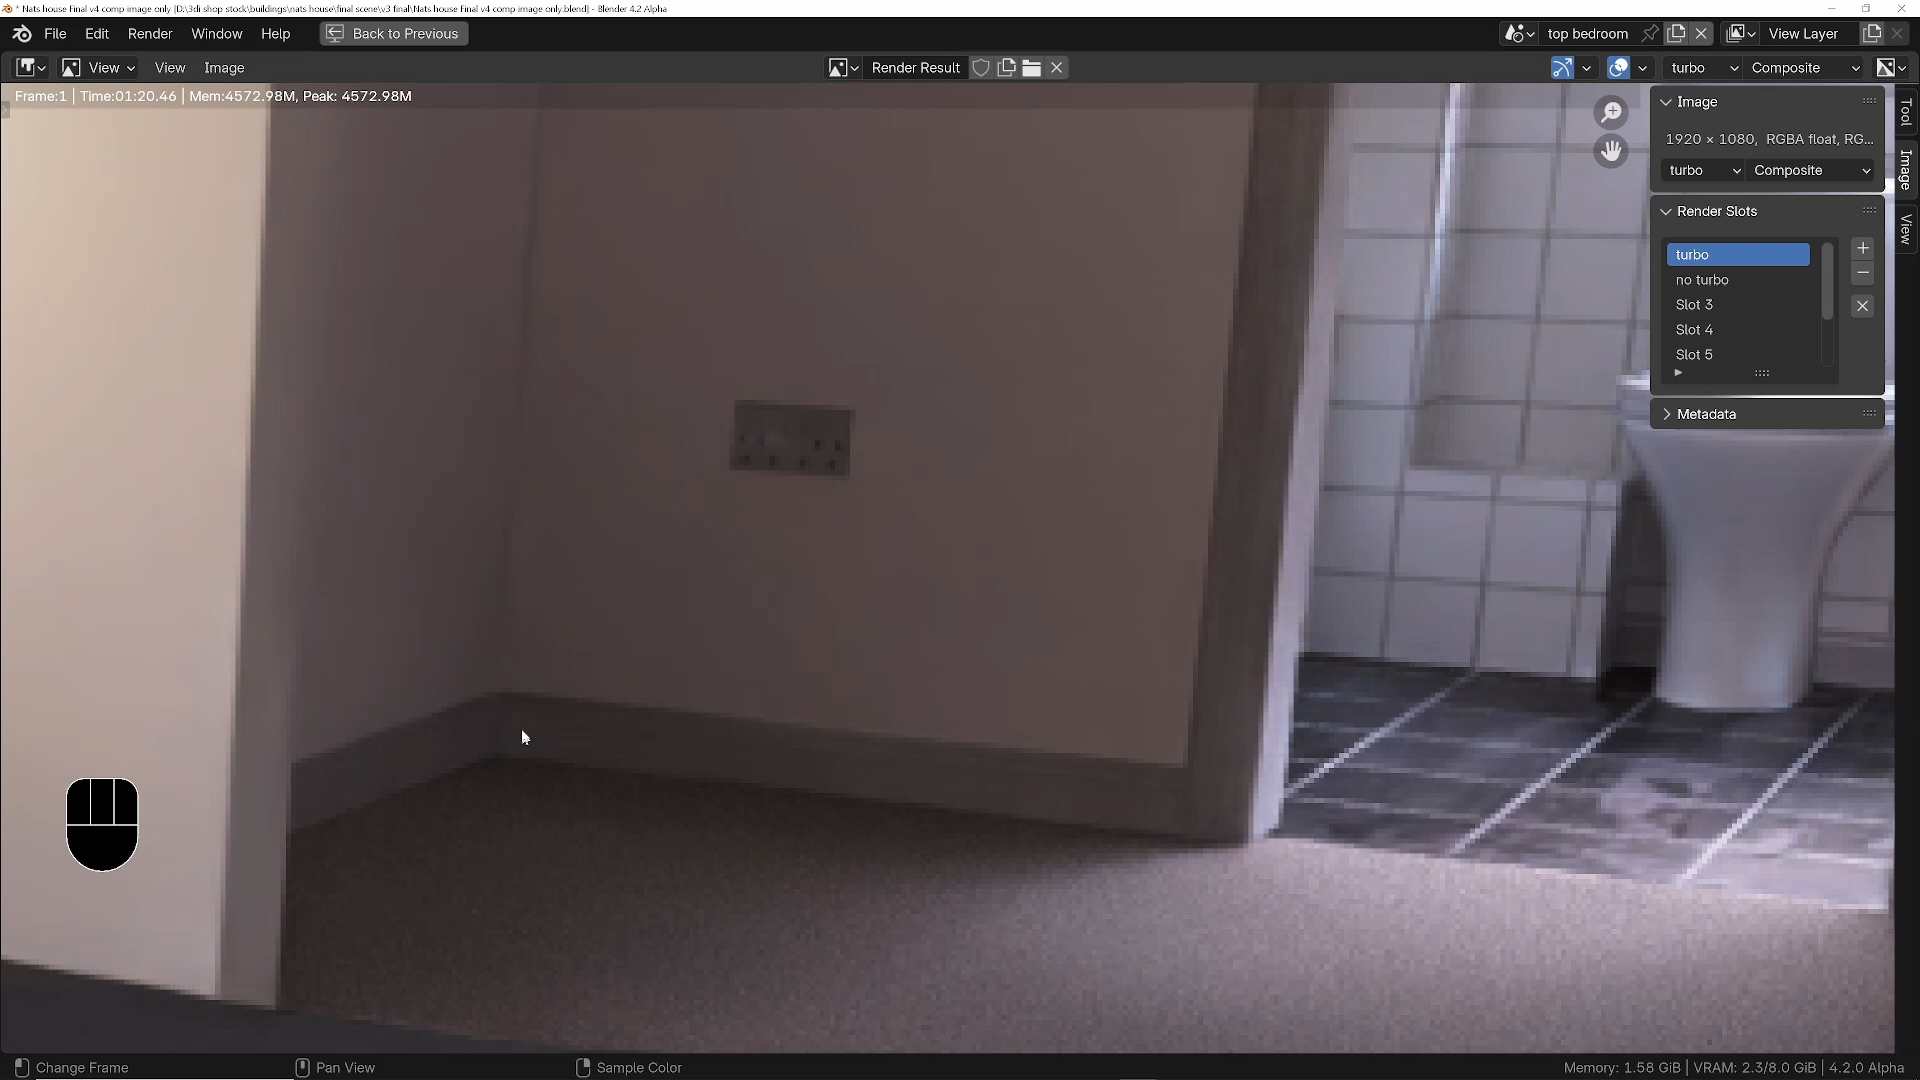 * Nats house Final v4 comp image only [D:\3di shop stock\buildings\nats house\final scene\v3 final\Nats house Final v4 comp image only.blend] - Blender 4.2 Alpha
File Edit Render Window Help Back to Previous top bedroom View Layer
View View Image Render Result turbo Composite
Frame:1 | Time:01:20.46 | Mem:4572.98M, Peak: 4572.98M
Image
1920 × 1080, RGBA float, RG...
turbo Composite
Render Slots
turbo
no turbo
Slot 3
Slot 4
Slot 5
Metadata
Tool
Image
View
Change Frame Pan View Sample Color Memory: 1.58 GiB | VRAM: 2.3/8.0 GiB | 4.2.0 Alpha